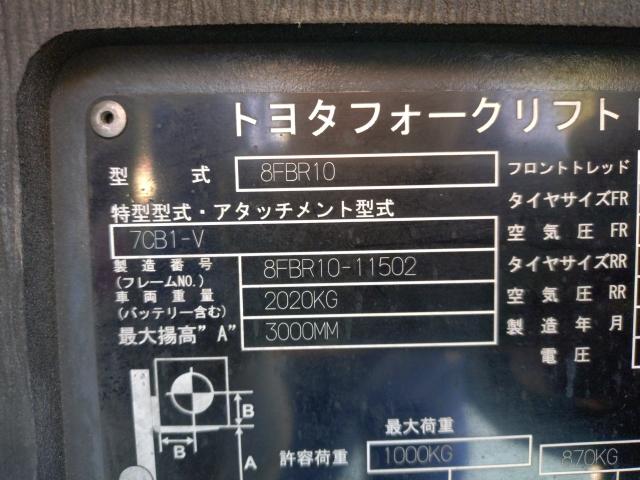 トヨタフォークリフト
型 式 8FBR10
フロントトレッド
特型型式・アタッチメント型式
タイヤサイズFR
7CB1-V
空気圧 FR
製造番号 8FBR10-11502
(フレームNO.)
タイヤサイズRR
車両重量 2020KG
(バッテリー含む)
空気圧 RR
最大揚高"A" 3000MM
製造年月
電 圧
B
B
A
最大荷重
許容荷重 1000KG 870KG